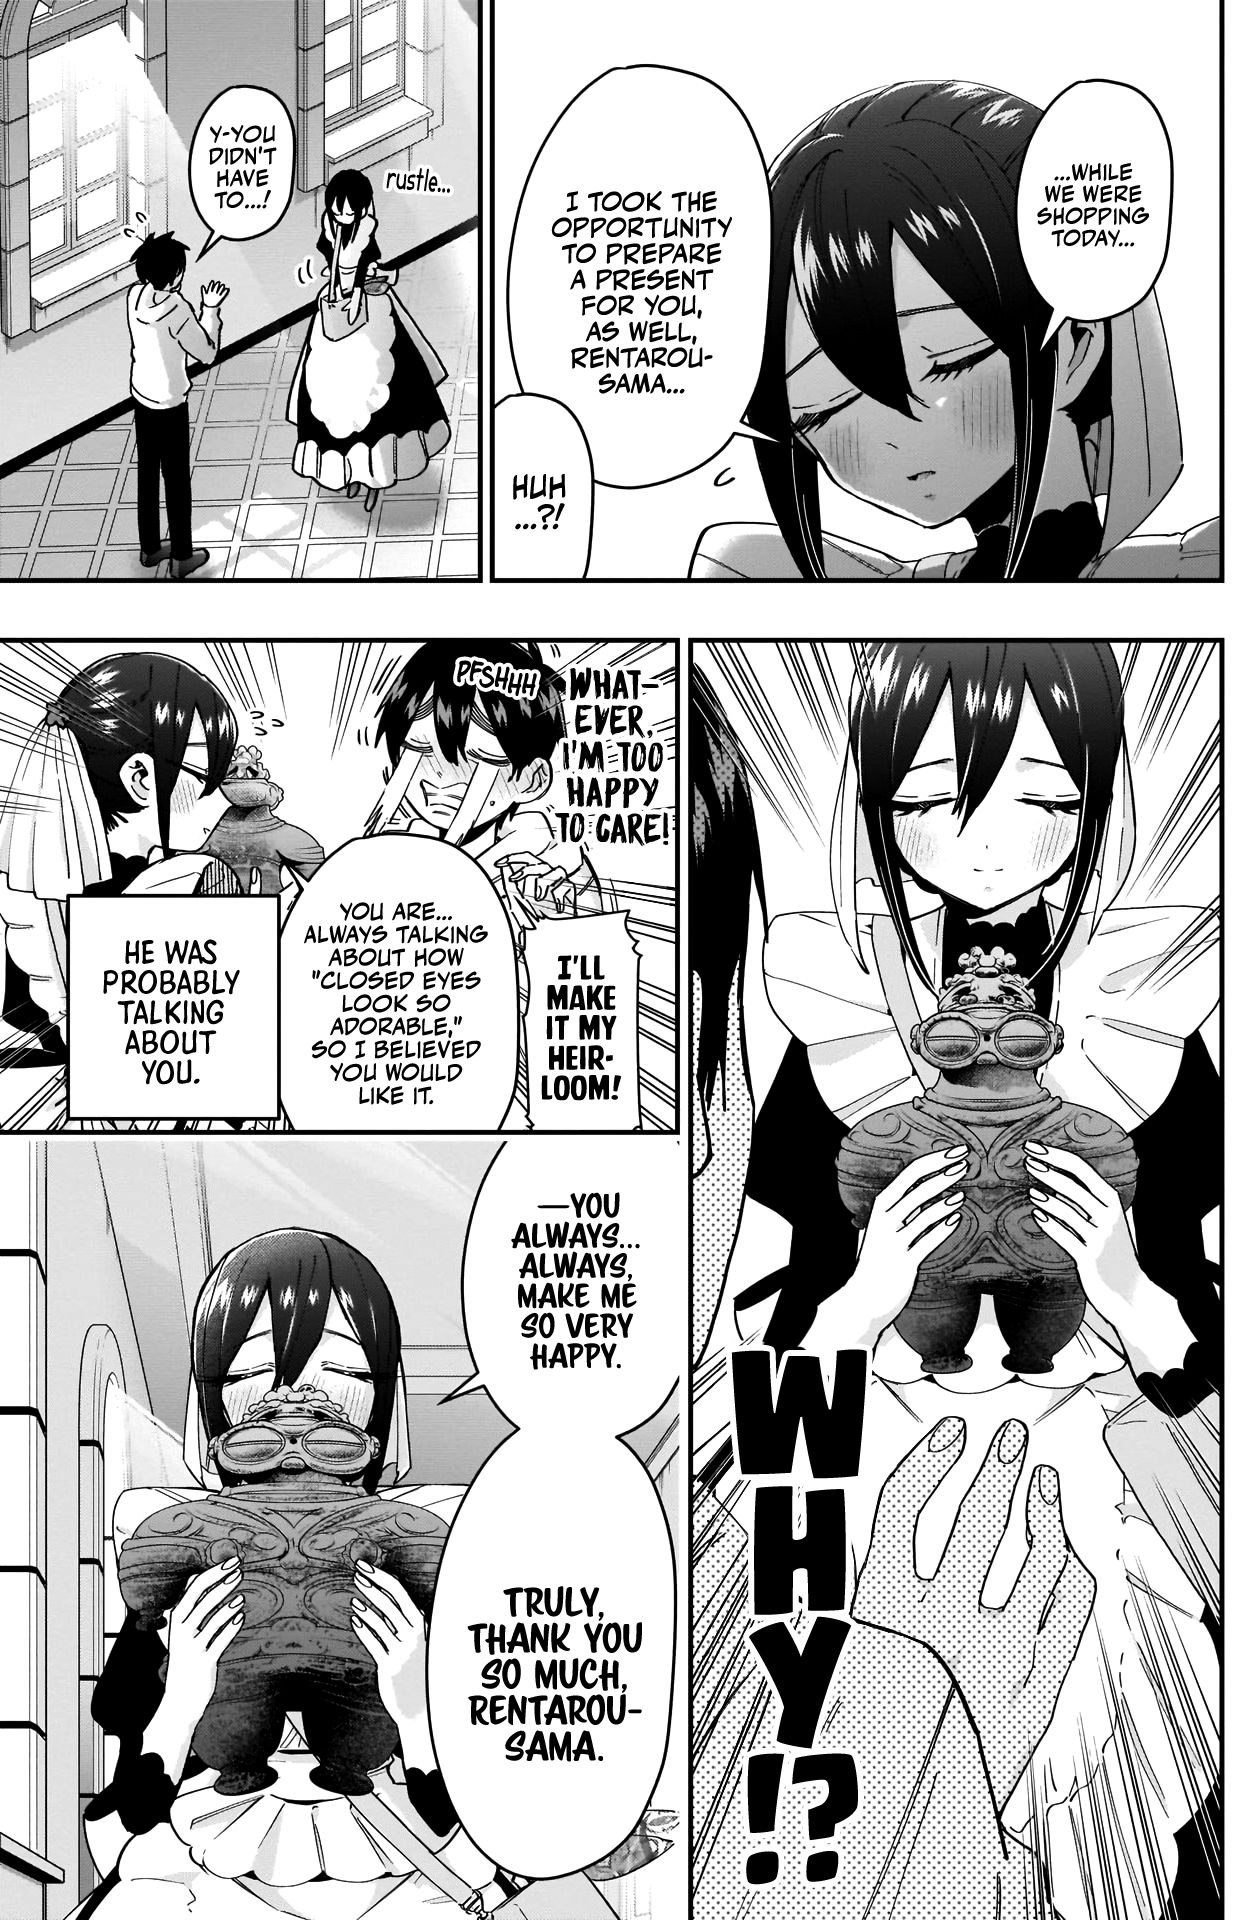 ...WHILE
WE WERE
SHOPPING
TODAY...
I TOOK THE
OPPORTUNITY
TO PREPARE
A PRESENT
FOR YOU,
AS WELL,
RENTAROU-
SAMA...
HUH
...?!
rustle...
Y-YOU
DIDN'T
HAVE
TO...!
WHY!?
WHAT-
EVER,
I'M TOO
HAPPY
TO CARE!
PFSHHH
I'LL
MAKE
IT MY
HEIR-
LOOM!
YOU ARE...
ALWAYS TALKING
ABOUT HOW
"CLOSED EYES
LOOK SO
ADORABLE,"
SO I BELIEVED
YOU WOULD
LIKE IT.
HE WAS
PROBABLY
TALKING
ABOUT
YOU.
—YOU
ALWAYS...
ALWAYS,
MAKE ME
SO VERY
HAPPY.
TRULY,
THANK YOU
SO MUCH,
RENTAROU-
SAMA.